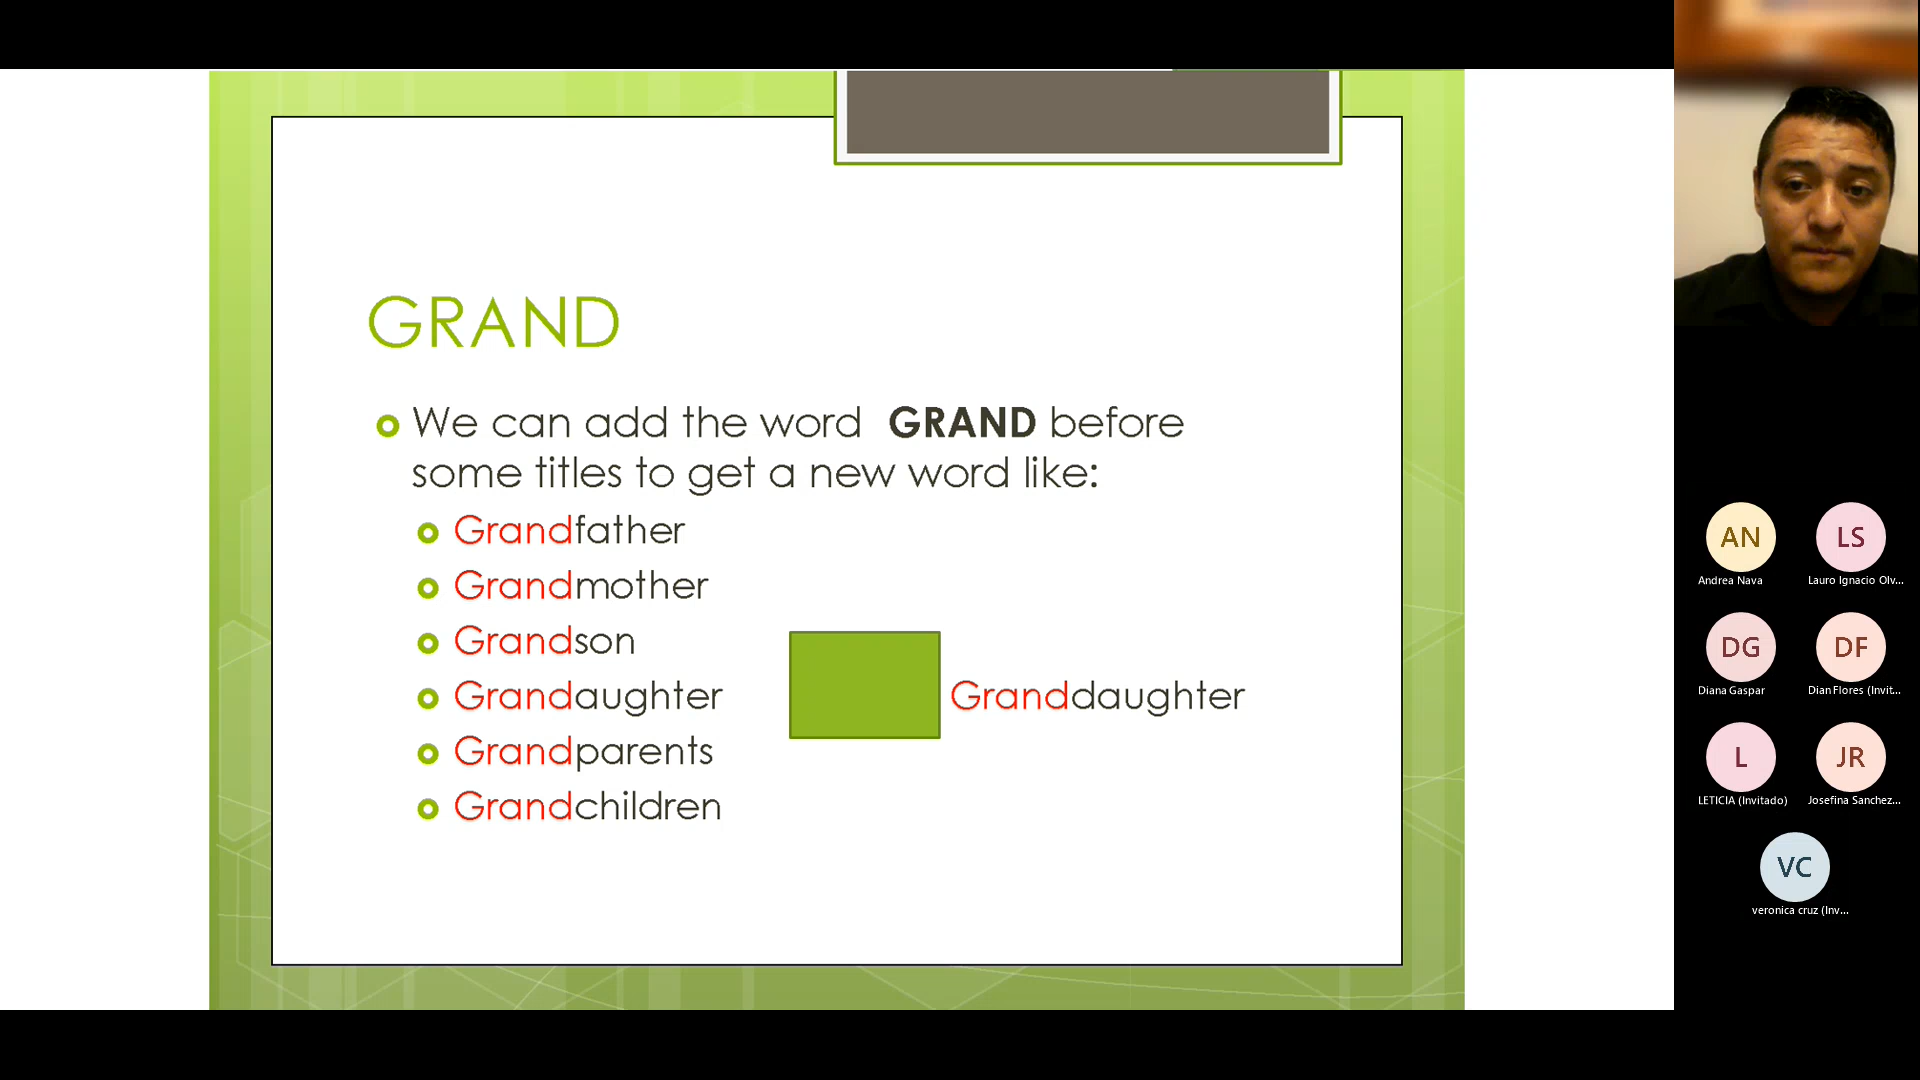 GRAND
We can add the word GRAND before
some titles to get a new word like:
Grandfather
Grandmother
Grandson
Grandaughter
Granddaughter
Grandparents
Grandchildren
AN
Andrea Nava
LS
Lauro Ignacio Olv...
DG
Diana Gaspar
DF
Dian Flores (Invit...
L
LETICIA (Invitado)
JR
Josefina Sanchez...
VC
veronica cruz (Inv...